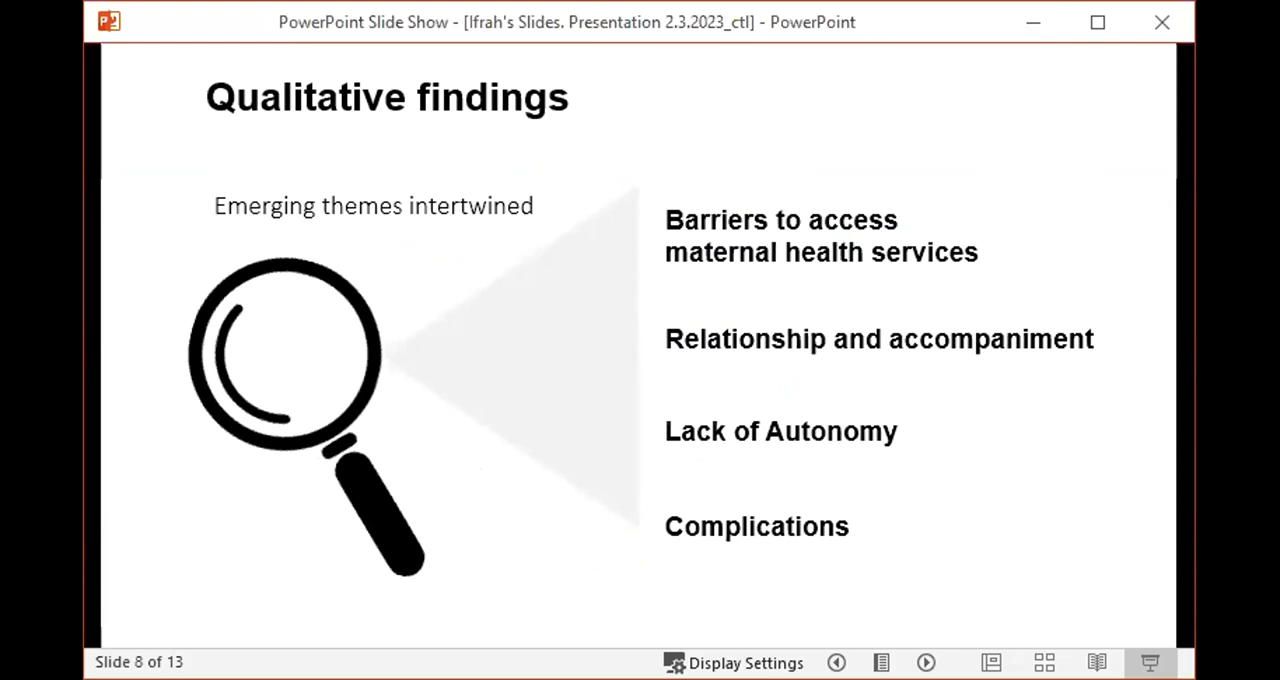 PowerPoint Slide Show - [Ifrah's Slides. Presentation 2.3.2023_ctl] - PowerPoint
Qualitative findings
Emerging themes intertwined
Barriers to access
maternal health services
Relationship and accompaniment
Lack of Autonomy
Complications
Slide 8 of 13
Display Settings